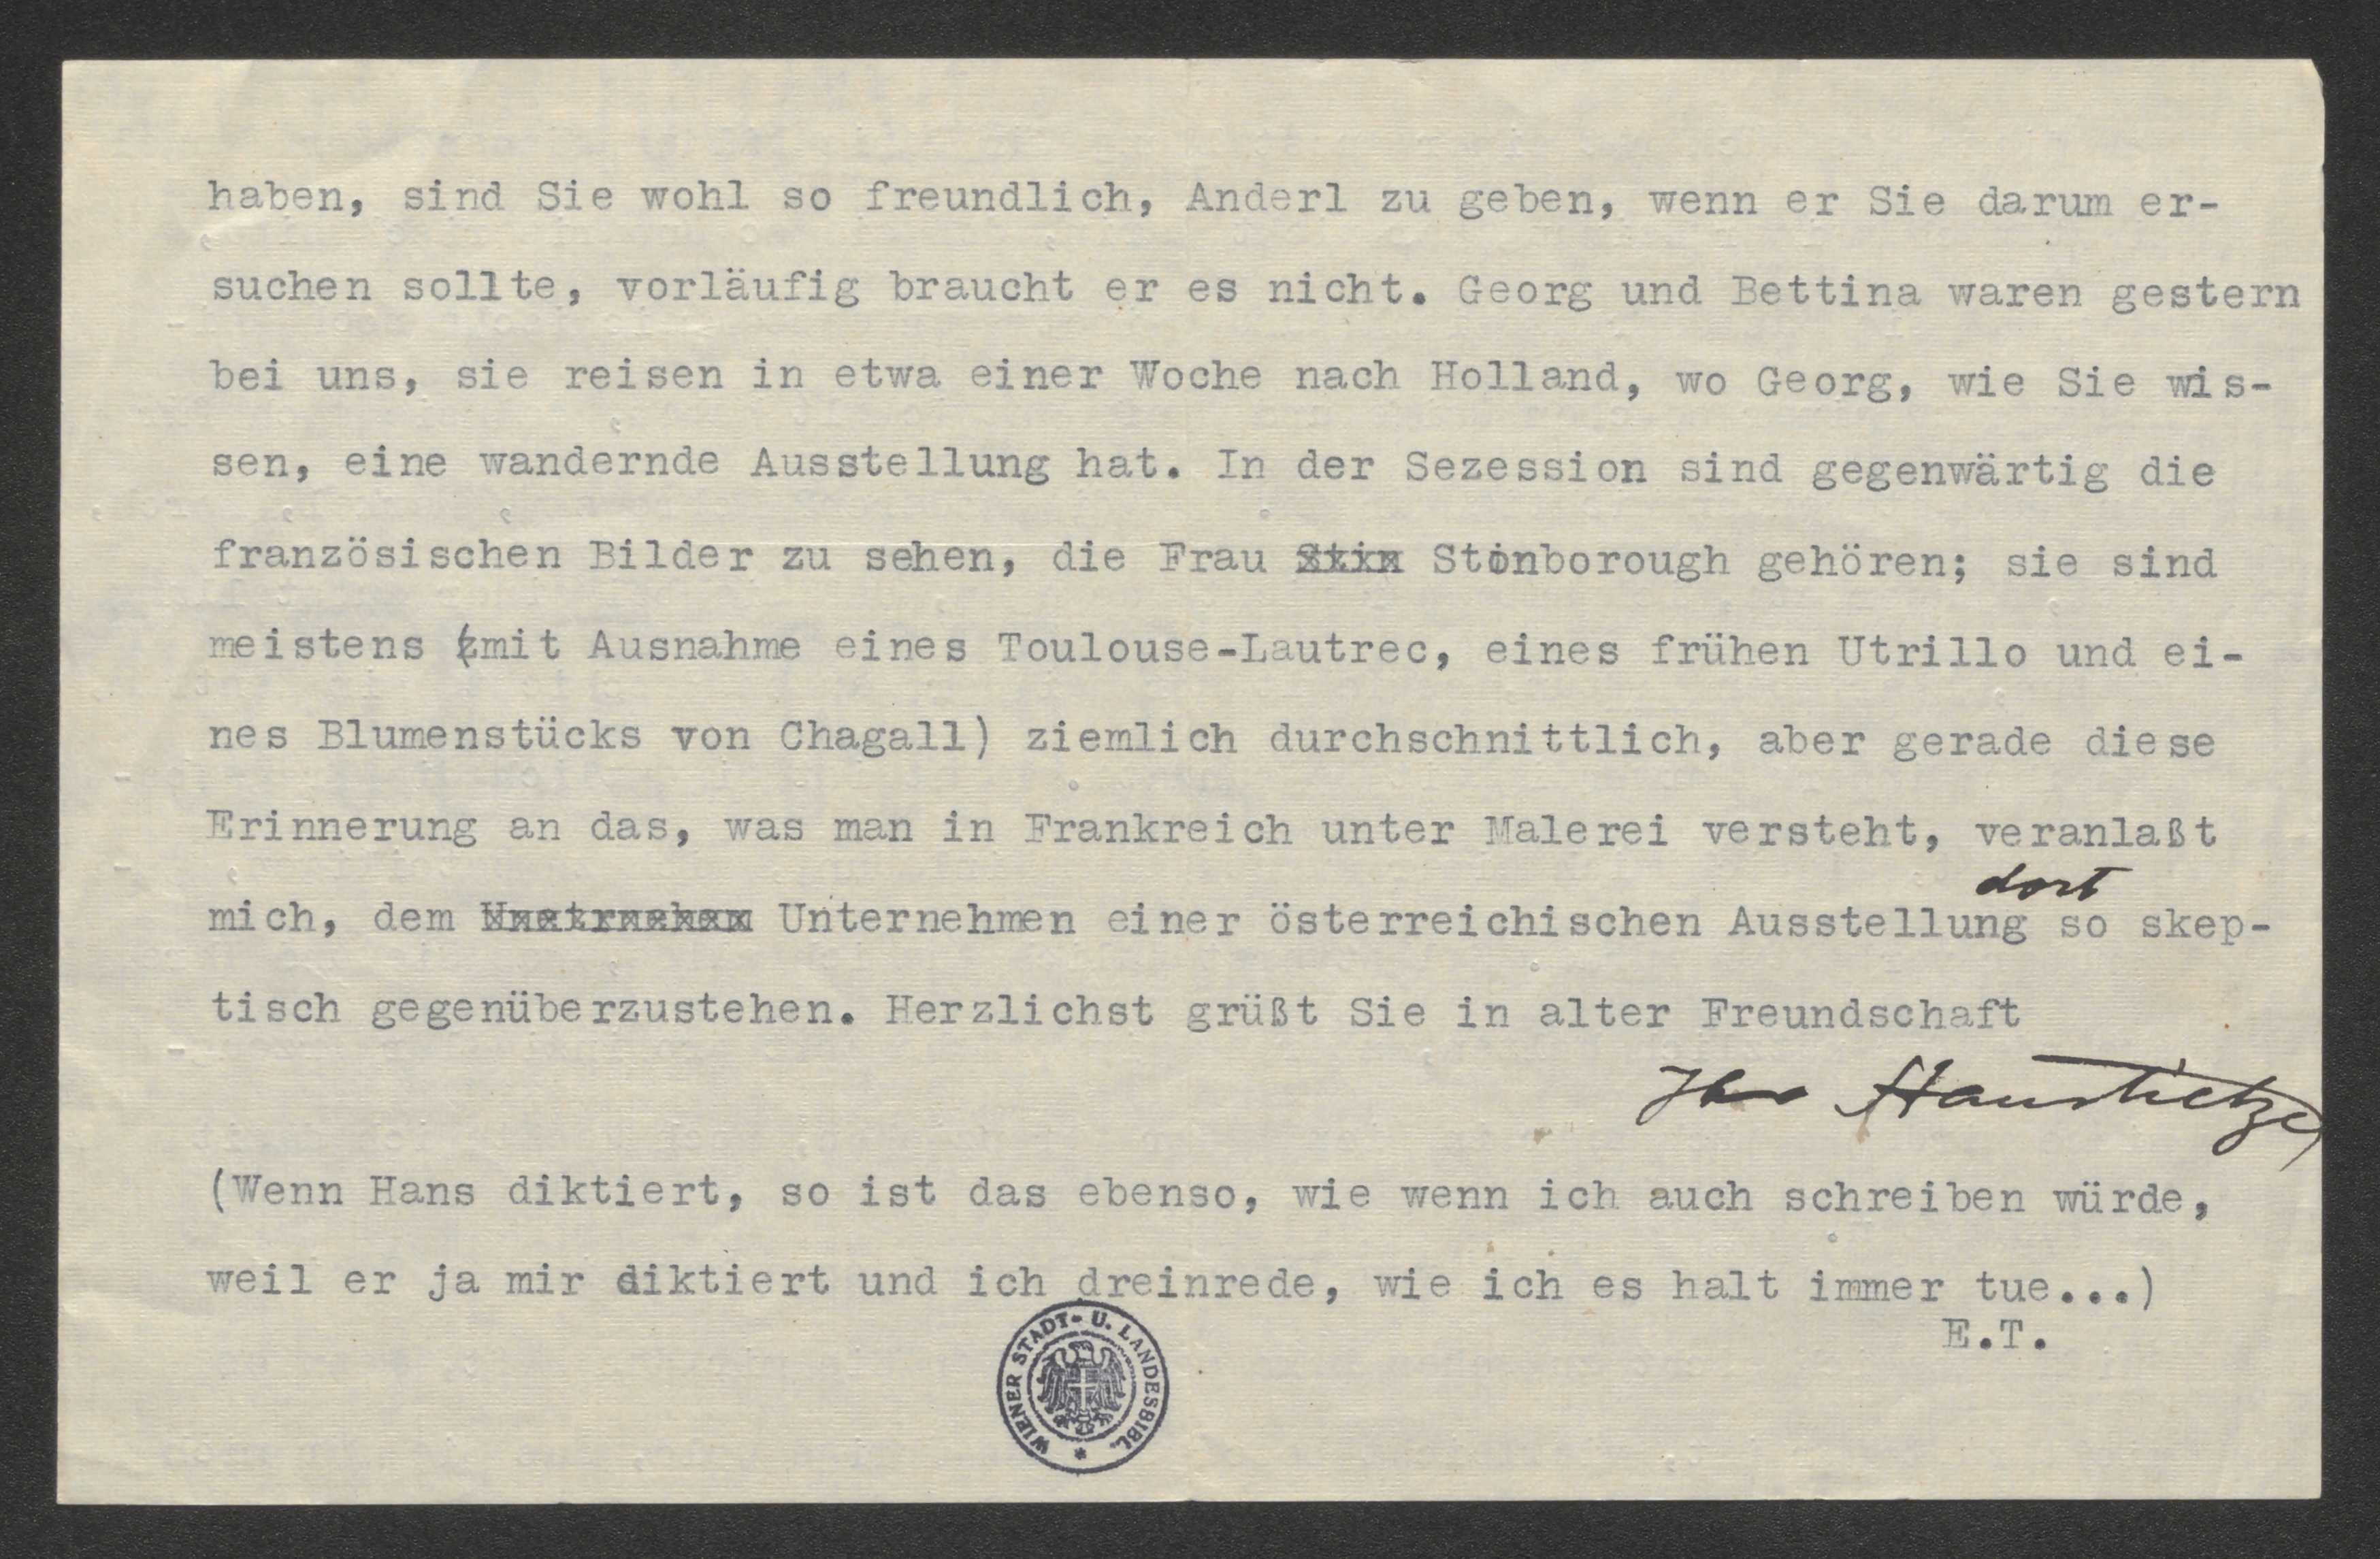 haben, sind Sie wohl so freundlich, Anderl zu geben, wenn er Sie darum er-
suchen sollte, vorläufig braucht er es nicht. Georg und Bettina waren gestern
bei uns, sie reisen in etwa einer Woche nach Holland, wo Georg, wie Sie wis-
sen, eine wandernde Ausstellung hat. In der Sezession sind gegenwärtig die
französischen Bilder zu sehen, die Frau Stin Stonborough gehören; sie sind
meistens (mit Ausnahme eines Toulouse-Lautrec, eines frühen Utrillo und ei-
nes Blumenstücks von Chagall) ziemlich durchschnittlich, aber gerade diese
Erinnerung an das, was man in Frankreich unter Malerei versteht, veranlaßt
dort
mich, dem Unternehmen einer österreichischen Ausstellung so skep-
tisch gegenüberzustehen. Herzlichst grüßt Sie in alter Freundschaft
Ihr Hans Tietze
(Wenn Hans diktiert, so ist das ebenso, wie wenn ich auch schreiben würde,
weil er ja mir diktiert und ich dreinrede, wie ich es halt immer tue...)
E.T.
WIENER STADT- U. LANDESBIBL. *